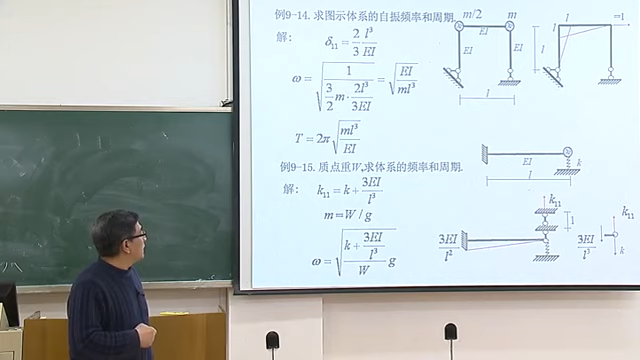 例9-14.求图示体系的自振频率和周期.
m/2 m
EI
EI EI
l
l
l
l
=1
解: δ₁₁ = 2/3 l³/EI
ω = √(1/(3/2 m · 2l³/3EI)) = √(EI/ml³)
T = 2π√(ml³/EI)
例9-15.质点重W,求体系的频率和周期.
EI
k
l
解: k₁₁ = k + 3EI/l³
m = W / g
ω = √((k + 3EI/l³)/W g)
3EI/l²
k₁₁
1
3EI/l³
k₁₁
k